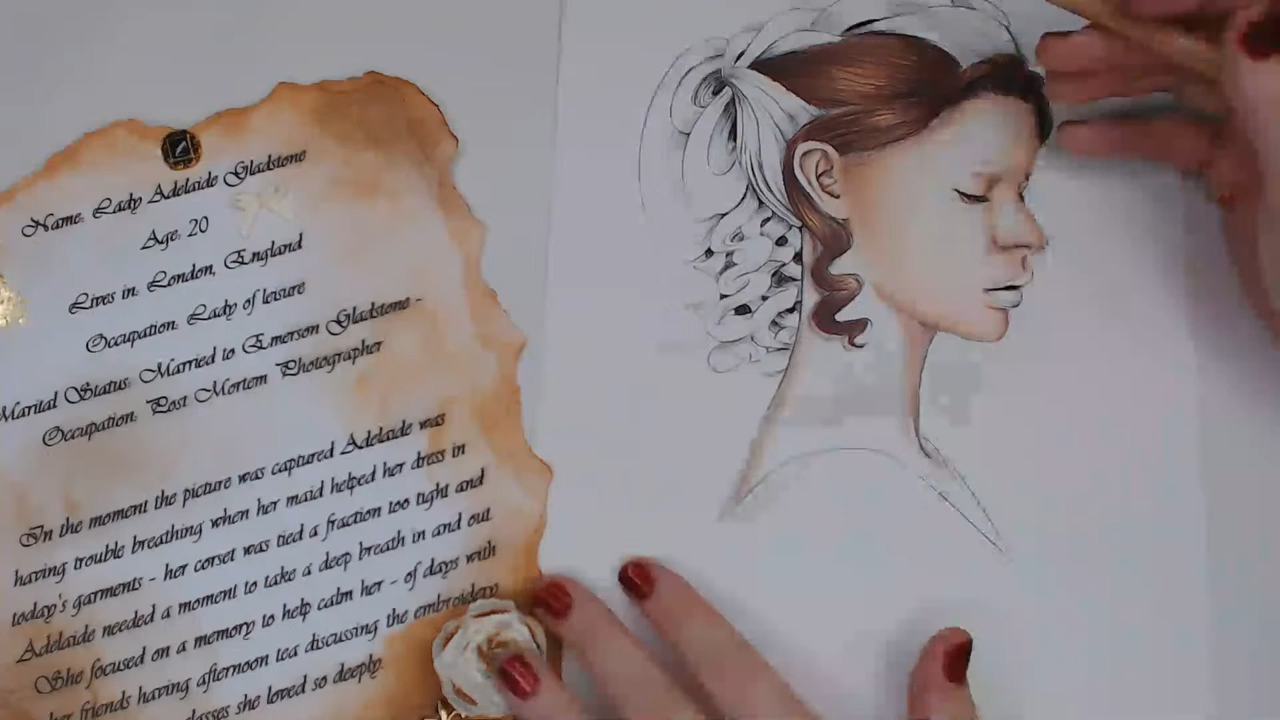 Name: Lady Adelaide Gladstone
Age: 20
Lives in: London, England
Occupation: Lady of leisure
Marital Status: Married to Emerson Gladstone -
Occupation: Post Mortem Photographer
In the moment the picture was captured Adelaide was
having trouble breathing when her maid helped her dress in
today's garments - her corset was tied a fraction too tight and
Adelaide needed a moment to take a deep breath in and out
She focused on a memory to help calm her - of days with
her friends having afternoon tea discussing the embroidery
classes she loved so deeply.